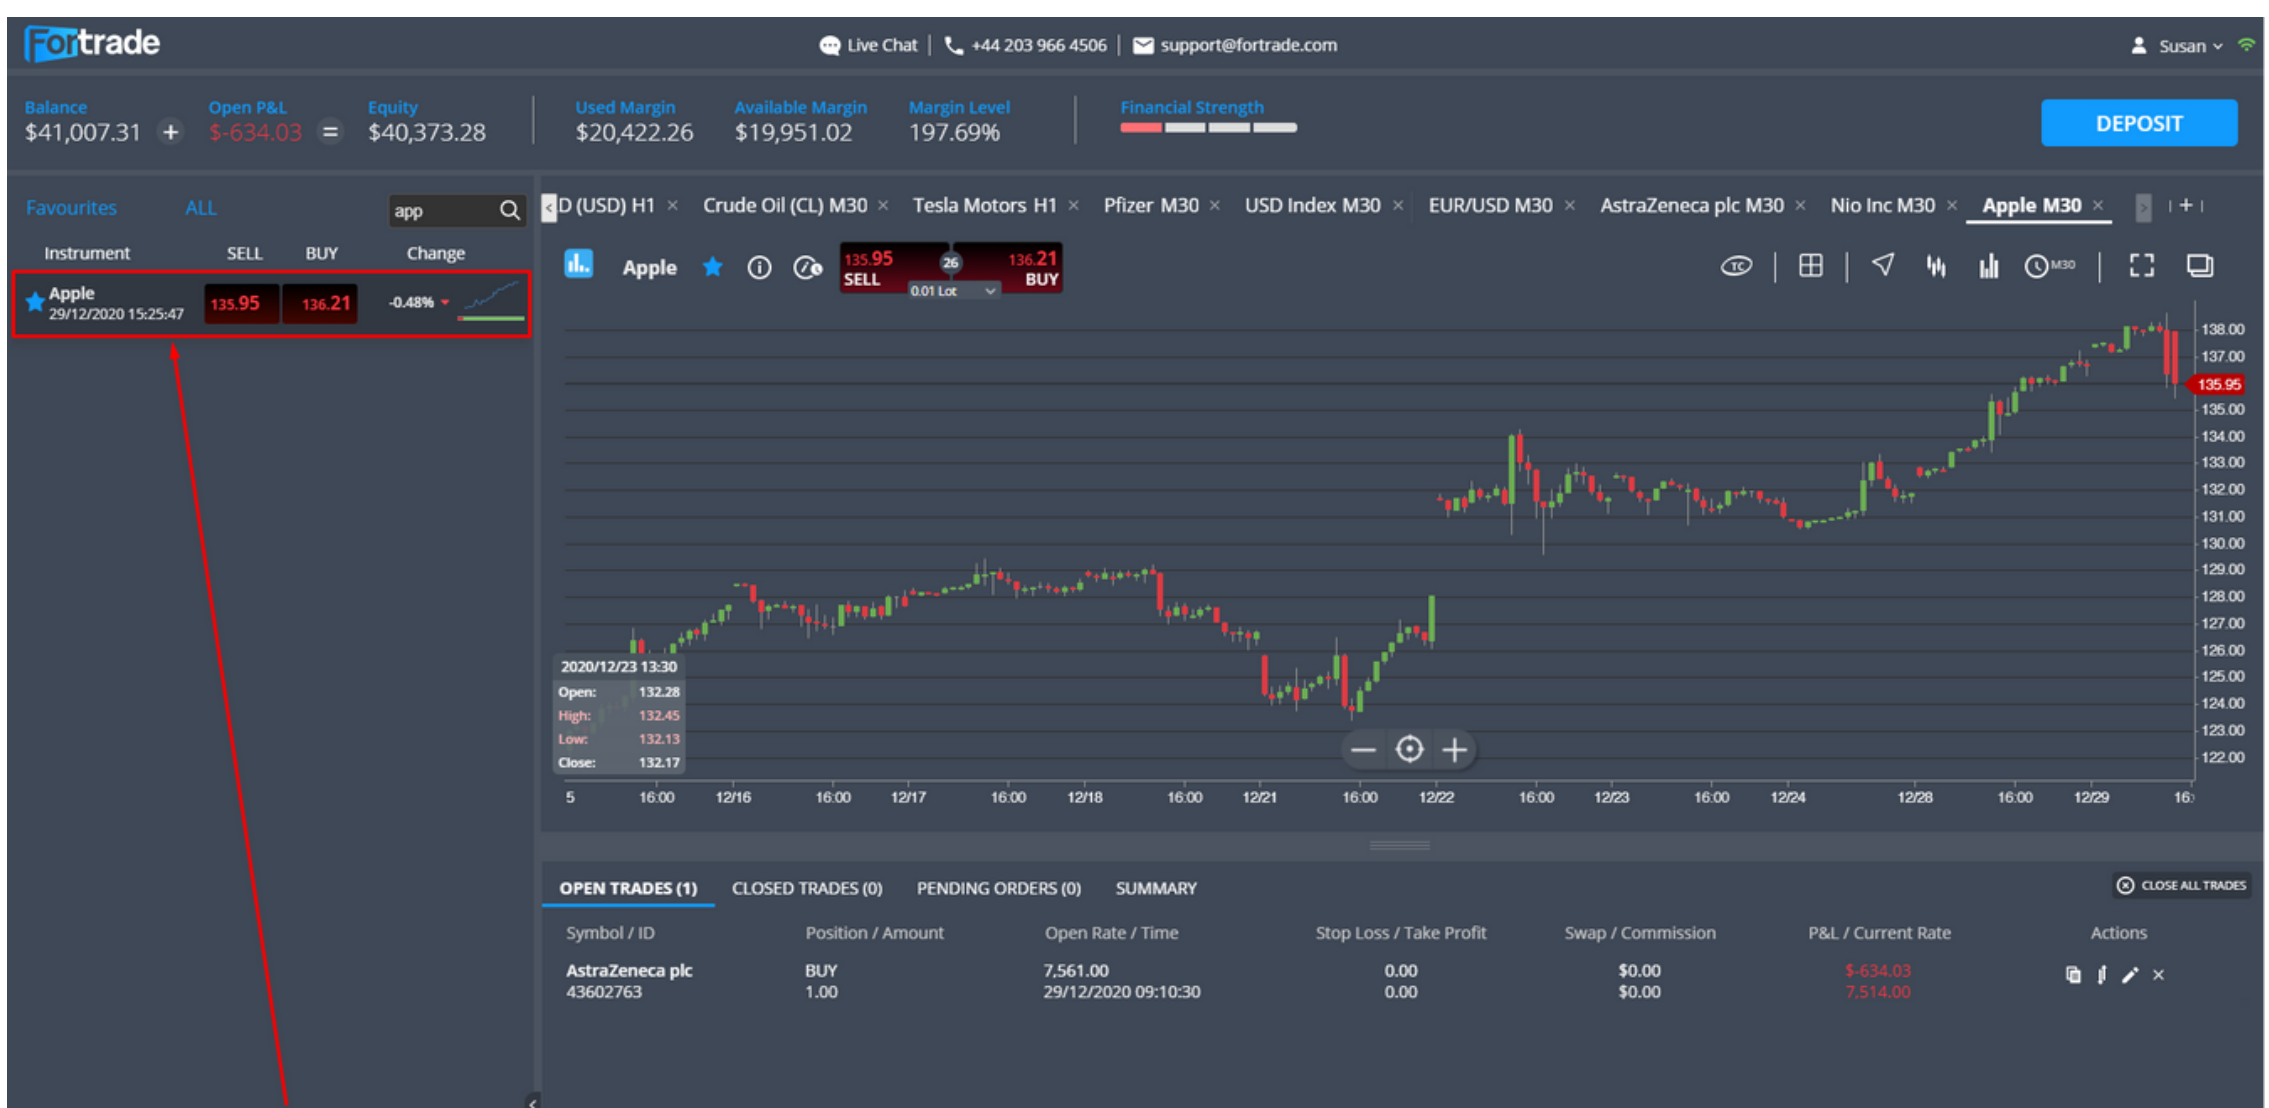 Fortrade
Live Chat | +44 203 966 4506 | support@fortrade.com
Susan
Balance Open P&L Equity Used Margin Available Margin Margin Level Financial Strength
$41,007.31 + $-634.03 = $40,373.28 $20,422.26 $19,951.02 197.69%
DEPOSIT
Favourites ALL app
D (USD) H1 × Crude Oil (CL) M30 × Tesla Motors H1 × Pfizer M30 × USD Index M30 × EUR/USD M30 × AstraZeneca plc M30 × Nio Inc M30 × Apple M30 × +
Instrument SELL BUY Change
Apple 135.95 136.21 -0.48%
29/12/2020 15:25:47
Apple 135.95 26 136.21
SELL BUY
0.01 Lot
TC M30
138.00
137.00
135.95
135.00
134.00
133.00
132.00
131.00
130.00
129.00
128.00
127.00
126.00
125.00
124.00
123.00
122.00
2020/12/23 13:30
Open: 132.28
High: 132.45
Low: 132.13
Close: 132.17
5 16:00 12/16 16:00 12/17 16:00 12/18 16:00 12/21 16:00 12/22 16:00 12/23 16:00 12/24 12/28 16:00 12/29 16:
OPEN TRADES (1) CLOSED TRADES (0) PENDING ORDERS (0) SUMMARY
CLOSE ALL TRADES
Symbol / ID Position / Amount Open Rate / Time Stop Loss / Take Profit Swap / Commission P&L / Current Rate Actions
AstraZeneca plc BUY 7,561.00 0.00 $0.00 $-634.03
43602763 1.00 29/12/2020 09:10:30 0.00 $0.00 7,514.00